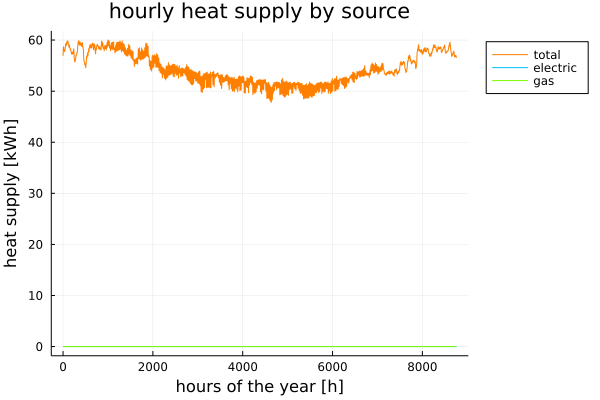 hourly heat supply by source
heat supply [kWh]
60
50
40
30
20
10
0
0 2000 4000 6000 8000
hours of the year [h]
total
electric
gas